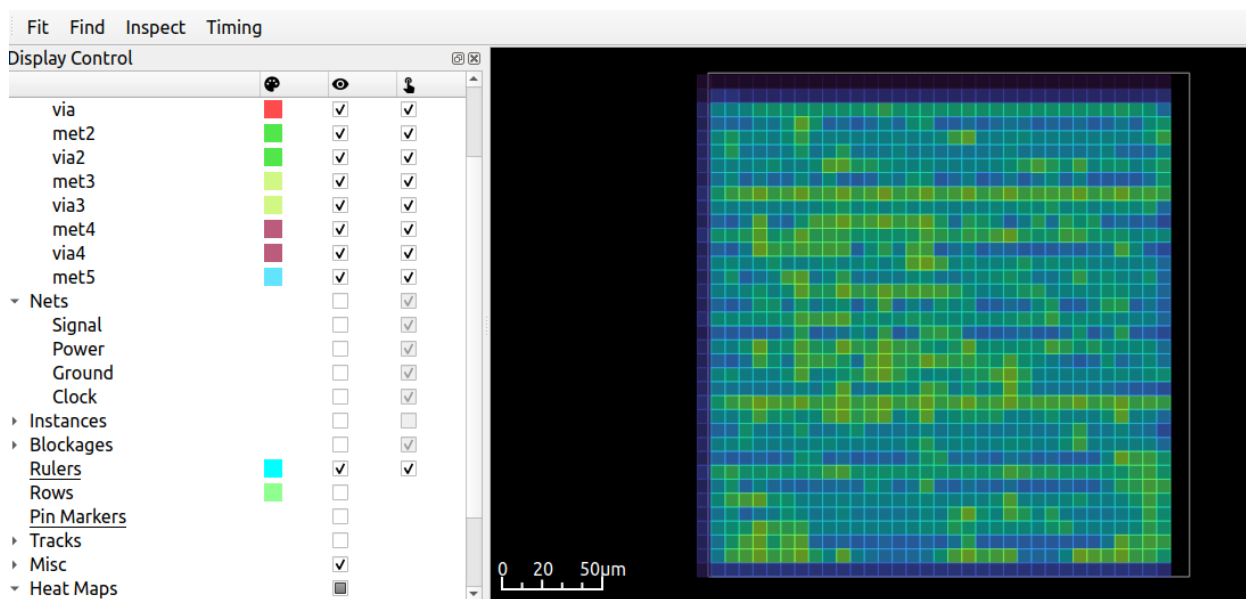 Fit Find Inspect Timing
Display Control
via
met2
via2
met3
via3
met4
via4
met5
Nets
Signal
Power
Ground
Clock
Instances
Blockages
Rulers
Rows
Pin Markers
Tracks
Misc
Heat Maps
0 20 50μm